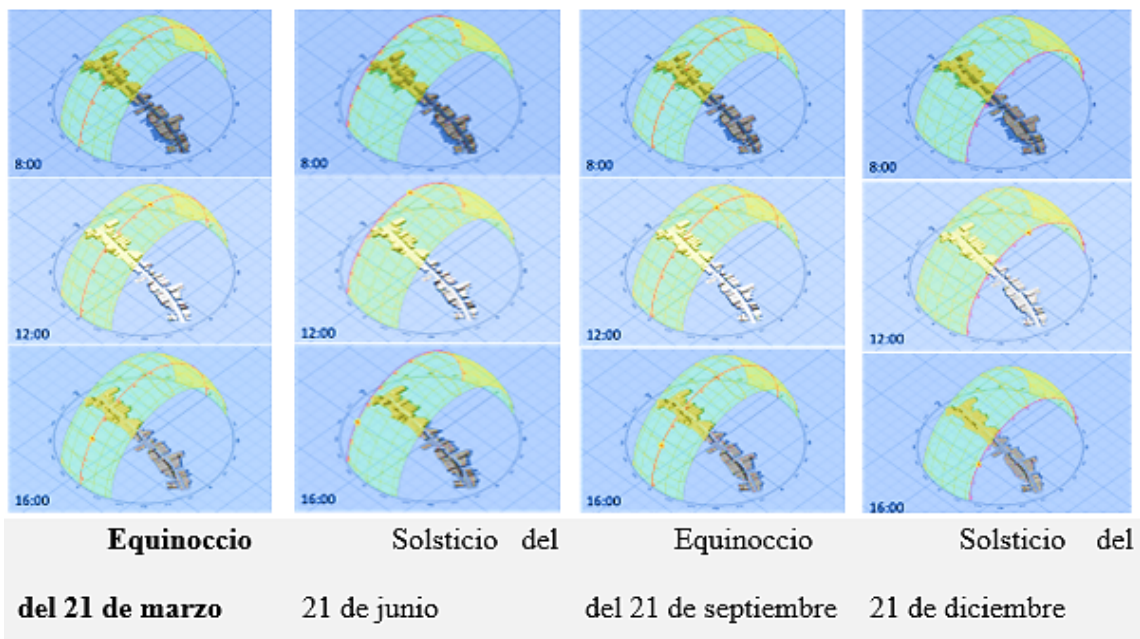 8:00
8:00
8:00
8:00
12:00
12:00
12:00
12:00
16:00
16:00
16:00
16:00
Equinoccio
del 21 de marzo
Solsticio del
21 de junio
Equinoccio
del 21 de septiembre
Solsticio del
21 de diciembre